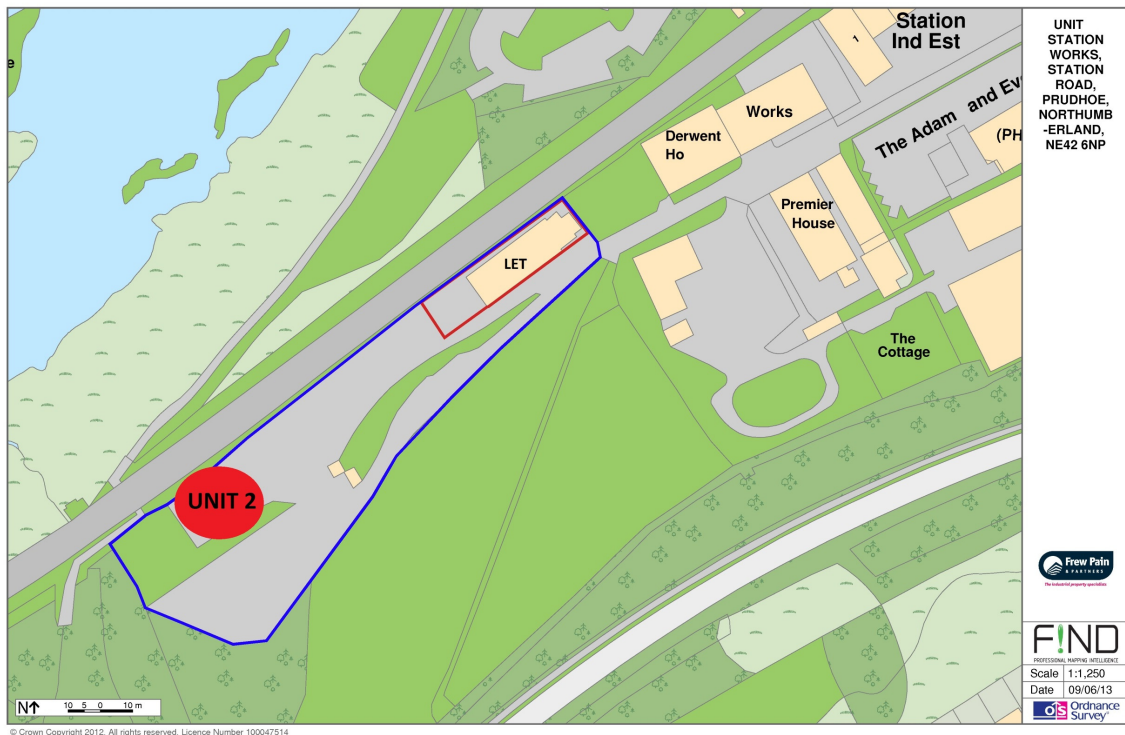 Station
Ind Est
1
e
Works
The Adam and Ev
Derwent
Ho
(PH
Premier
House
LET
The
Cottage
UNIT 2
N
10 5 0 10 m
UNIT
STATION
WORKS,
STATION
ROAD,
PRUDHOE,
NORTHUMB
-ERLAND,
NE42 6NP
Frew Pain
& PARTNERS
The industrial property specialists
F!ND
PROFESSIONAL MAPPING INTELLIGENCE
Scale 1:1,250
Date 09/06/13
OS Ordnance
Survey
© Crown Copyright 2012. All rights reserved. Licence Number 100047514